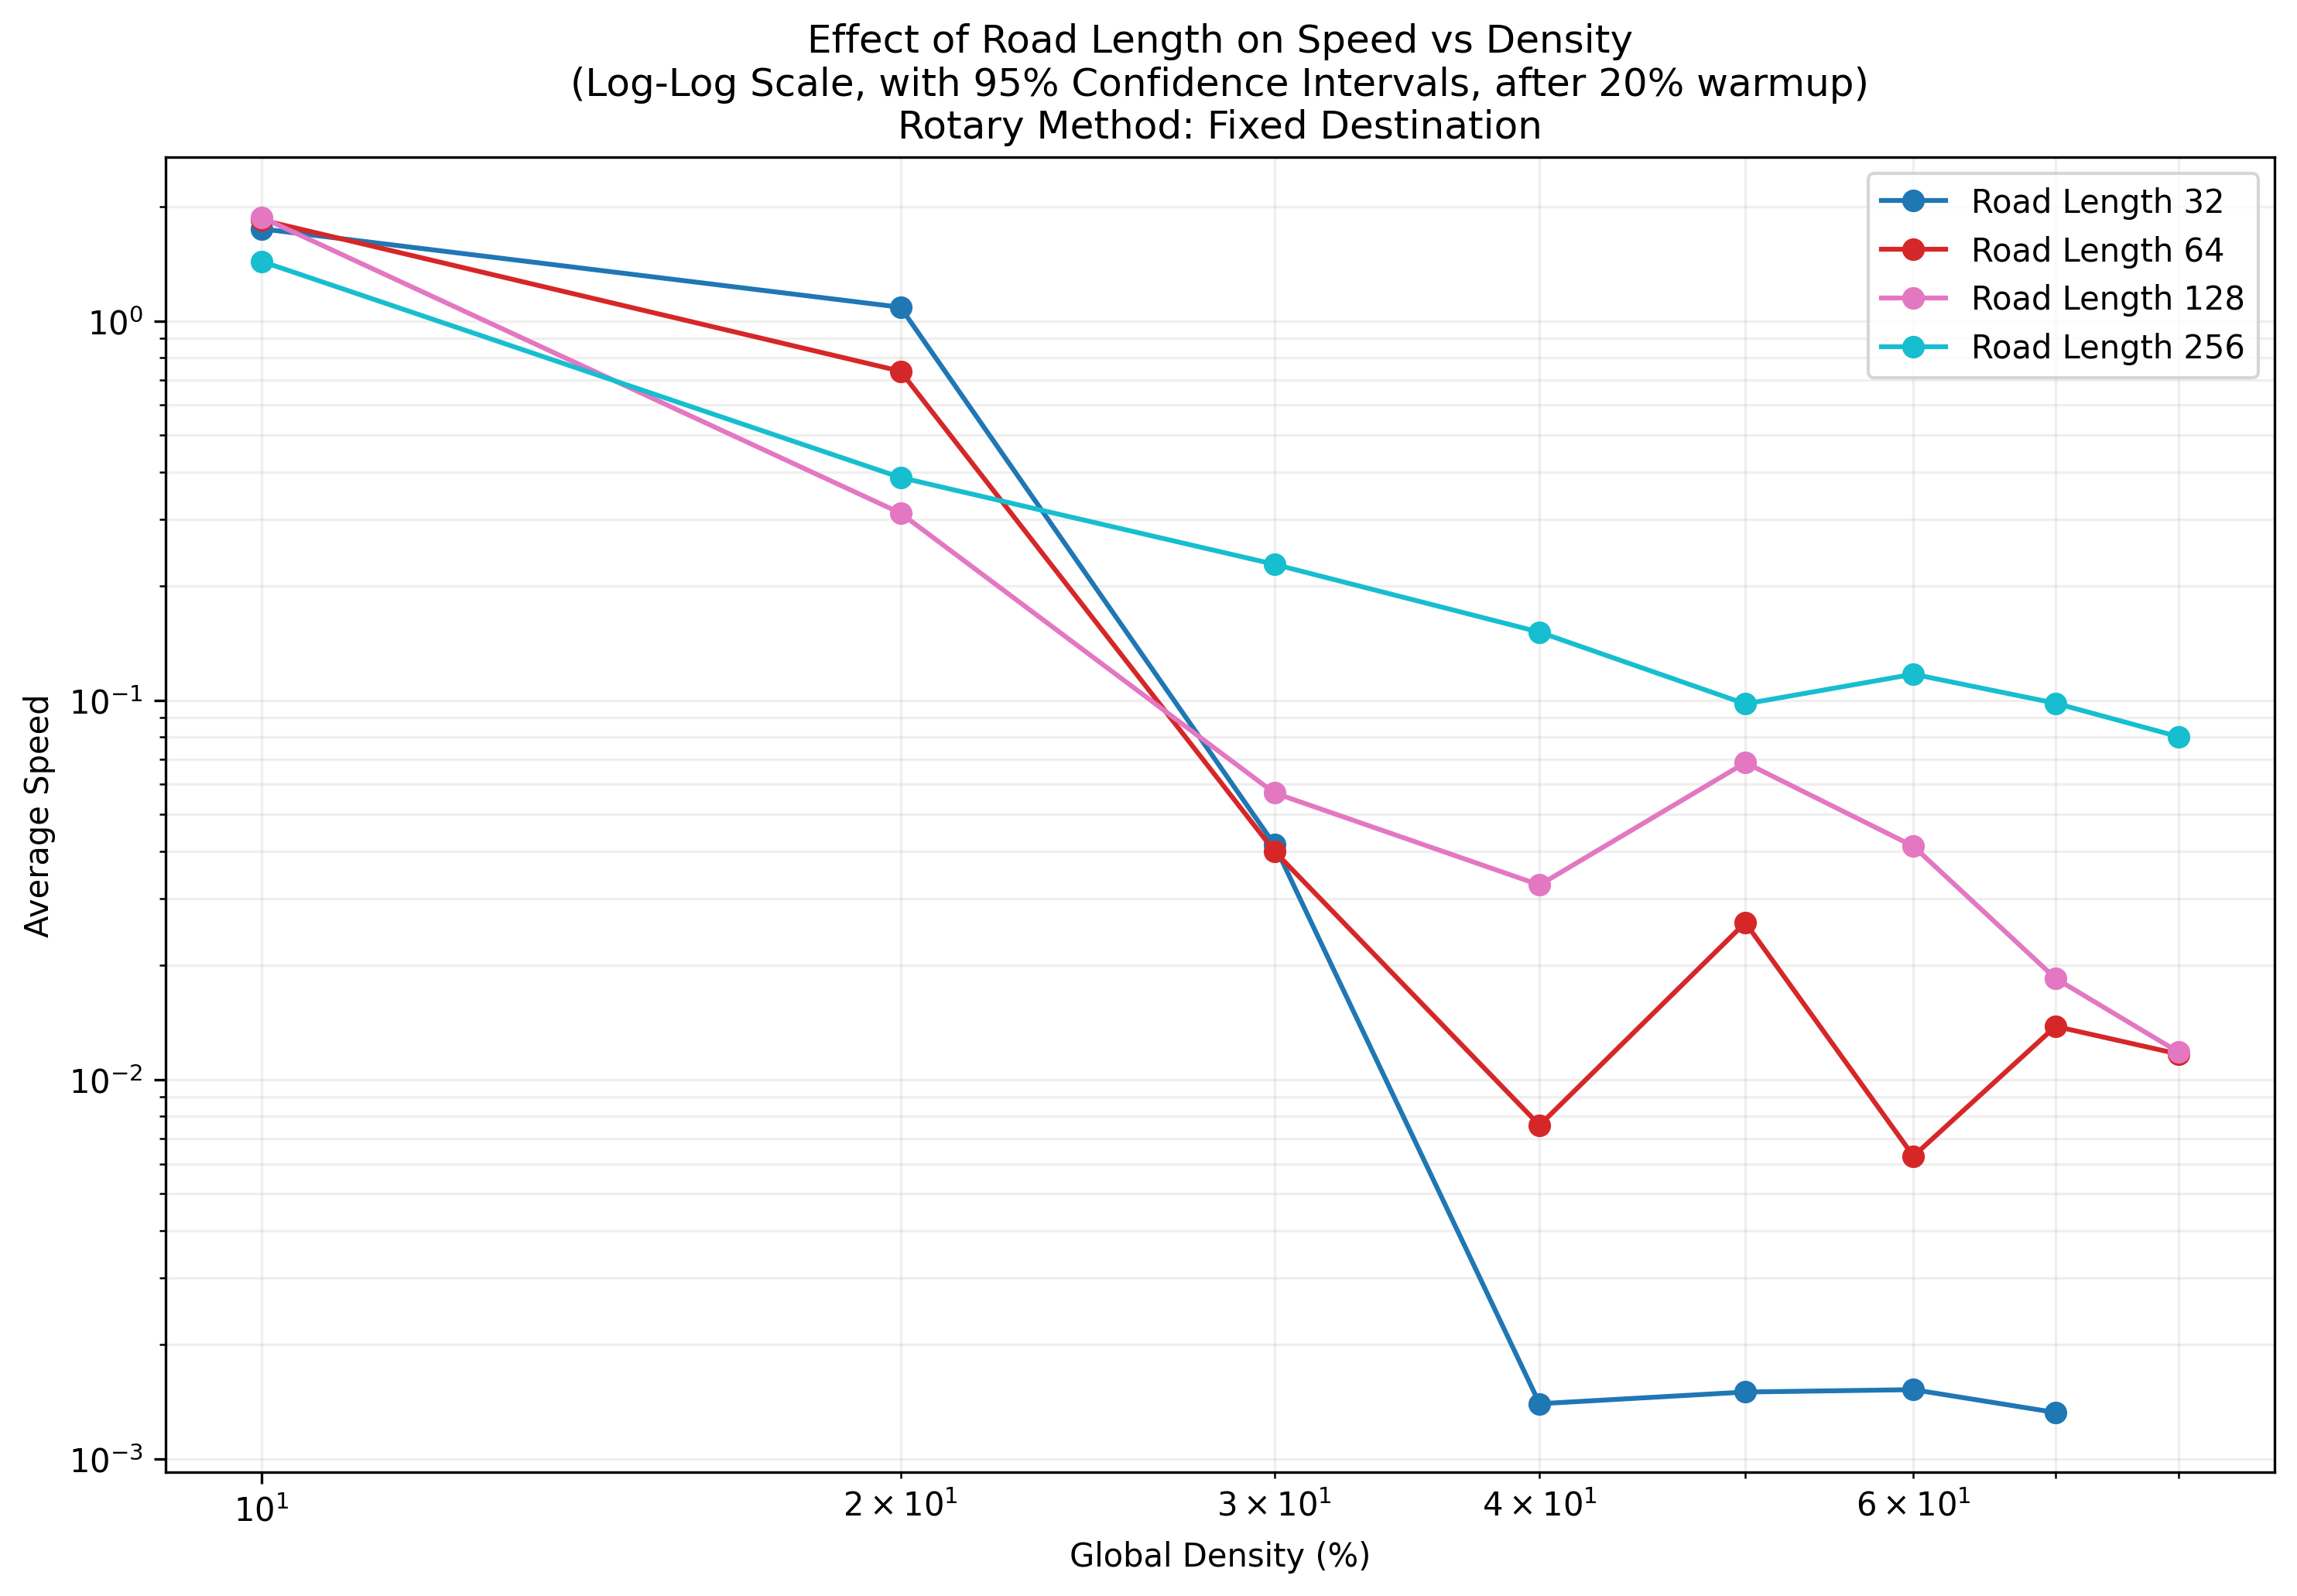 Effect of Road Length on Speed vs Density
(Log-Log Scale, with 95% Confidence Intervals, after 20% warmup)
Rotary Method: Fixed Destination
Road Length 32
Road Length 64
Road Length 128
Road Length 256
Average Speed
10⁰
10⁻¹
10⁻²
10⁻³
10¹
2 × 10¹
3 × 10¹
4 × 10¹
6 × 10¹
Global Density (%)